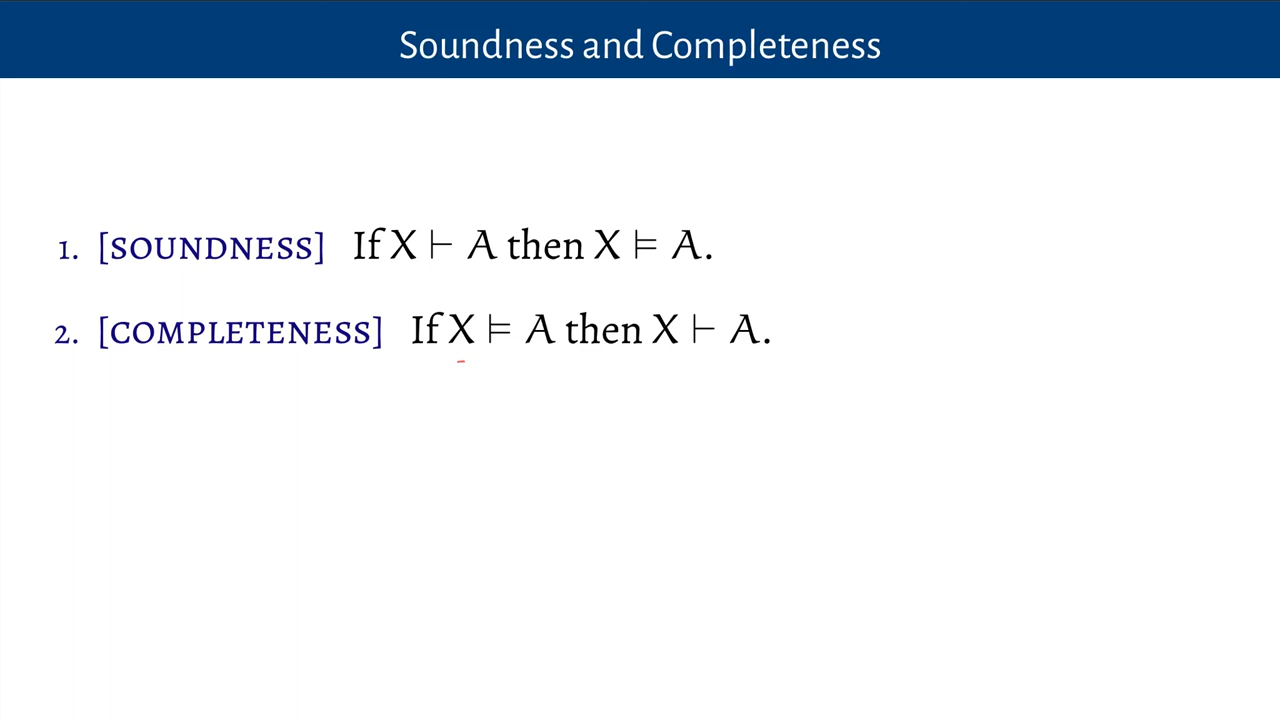 Soundness and Completeness
1. [SOUNDNESS] If X ⊢ A then X ⊨ A.
2. [COMPLETENESS] If X ⊨ A then X ⊢ A.